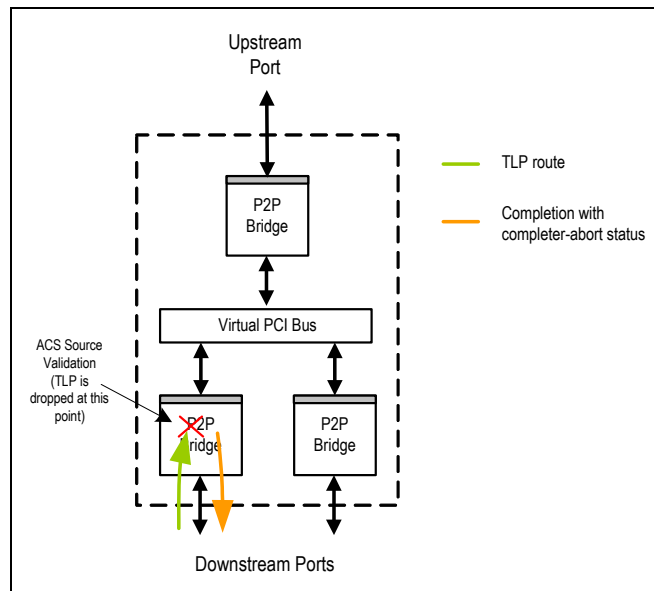 Upstream
Port
TLP route
P2P
Bridge
Completion with
completer-abort status
Virtual PCI Bus
ACS Source
Validation
(TLP is
dropped at this
point)
P2P
Bridge
P2P
Bridge
Downstream Ports